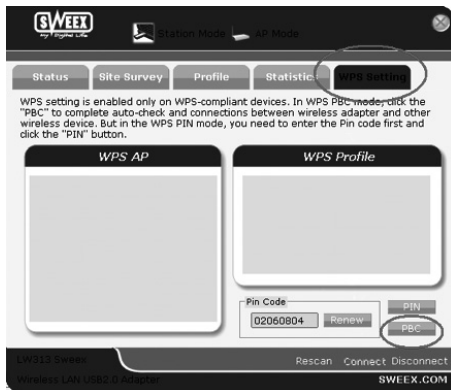 SWEEX
my Digital Life
Station Mode AP Mode
Status Site Survey Profile Statistics WPS Setting
WPS setting is enabled only on WPS-compliant devices. In WPS PBC mode, click the
"PBC" to complete auto-check and connections between wireless adapter and other
wireless device. But in the WPS PIN mode, you need to enter the Pin code first and
click the "PIN" button.
WPS AP WPS Profile
Pin Code
02060804 Renew PIN
PBC
LW313 Sweex Rescan Connect Disconnect
Wireless LAN USB2.0 Adapter SWEEX.COM